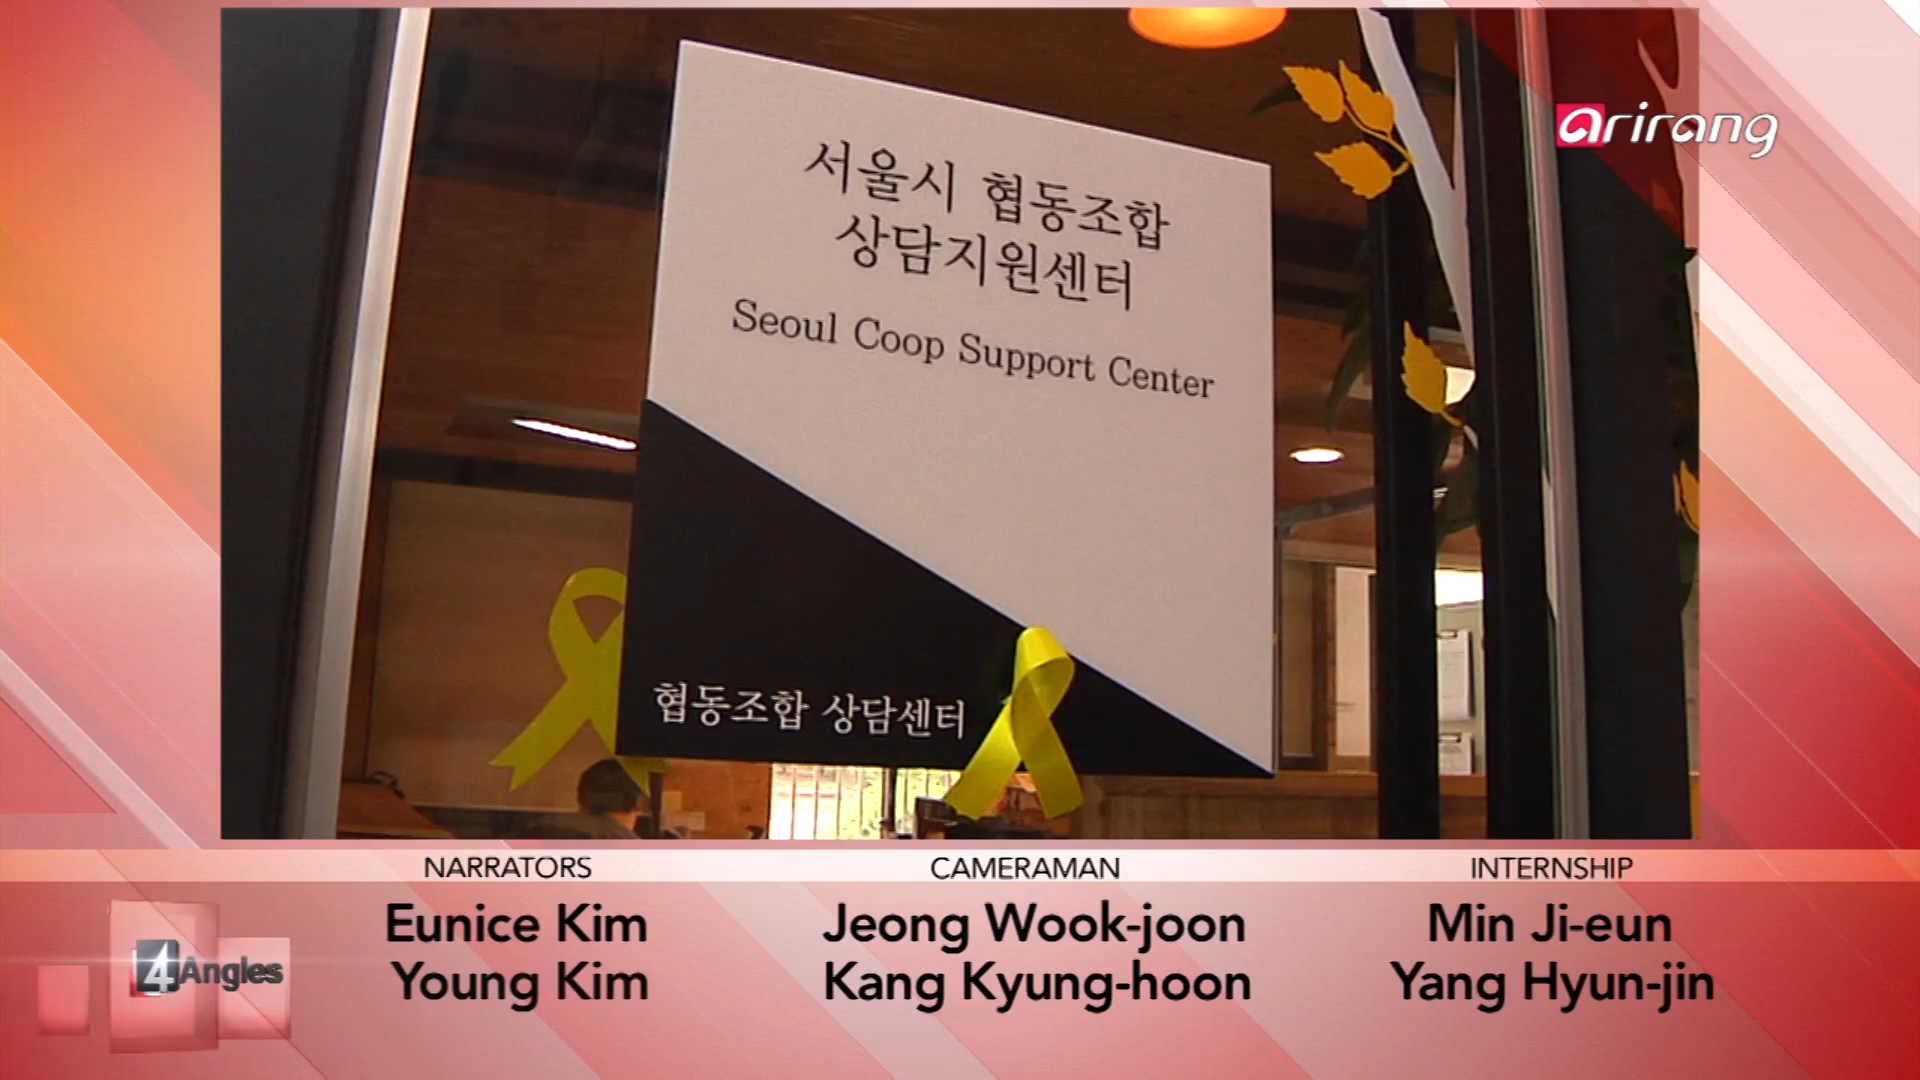 arirang
서울시 협동조합
상담지원센터
Seoul Coop Support Center
협동조합 상담센터
NARRATORS
Eunice Kim
Young Kim
CAMERAMAN
Jeong Wook-joon
Kang Kyung-hoon
INTERNSHIP
Min Ji-eun
Yang Hyun-jin
4 Angles